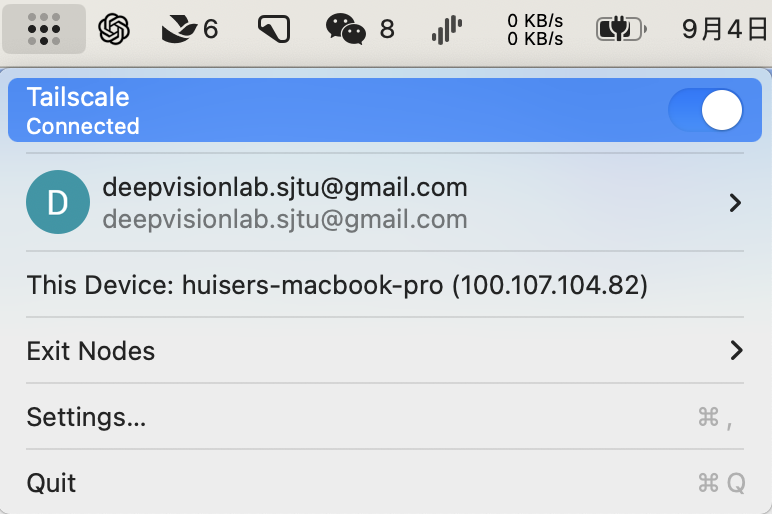 6
8
0 KB/s
0 KB/s
9月4日
Tailscale
Connected
D
deepvisionlab.sjtu@gmail.com
deepvisionlab.sjtu@gmail.com
This Device: huisers-macbook-pro (100.107.104.82)
Exit Nodes
Settings...
⌘ ,
Quit
⌘ Q